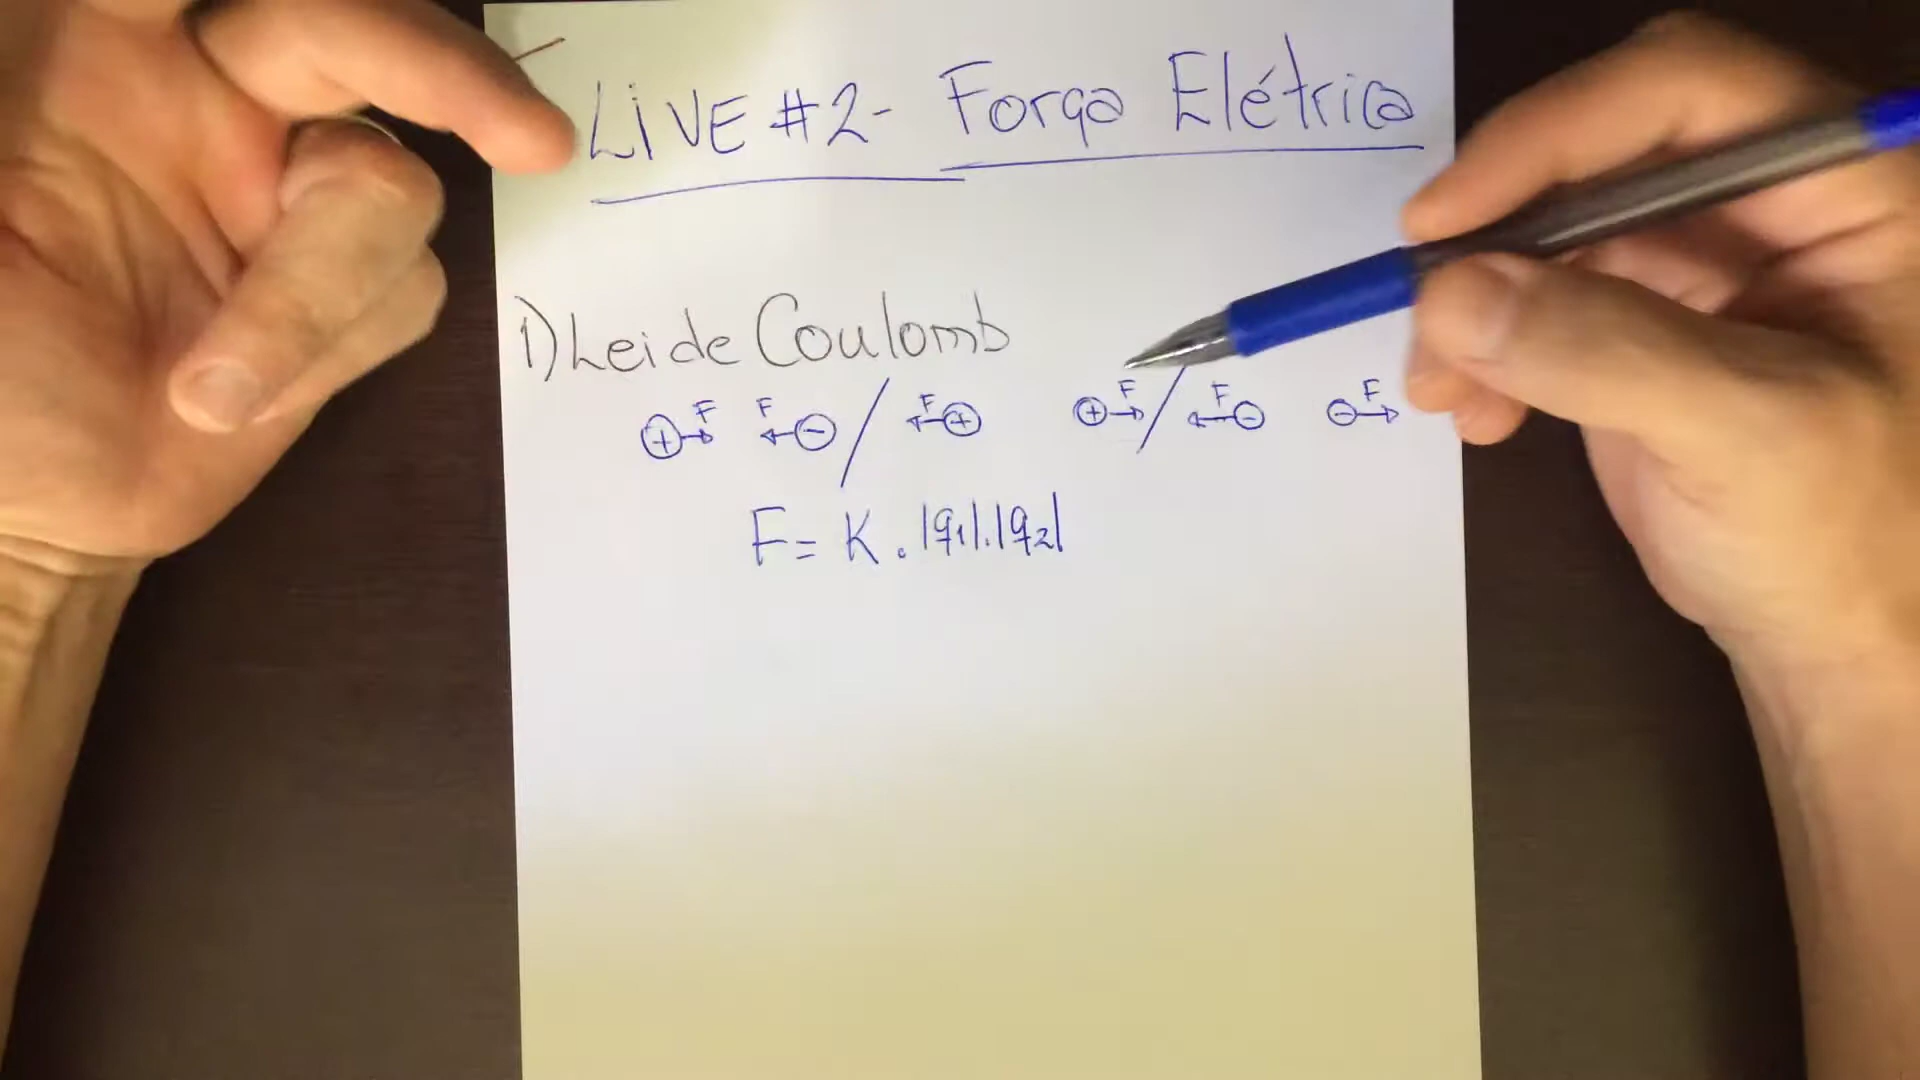 LIVE #2- Força Elétrica
1) Lei de Coulomb
+ F F - / F + + F / F - - F
F = K . |q1|.|q2|